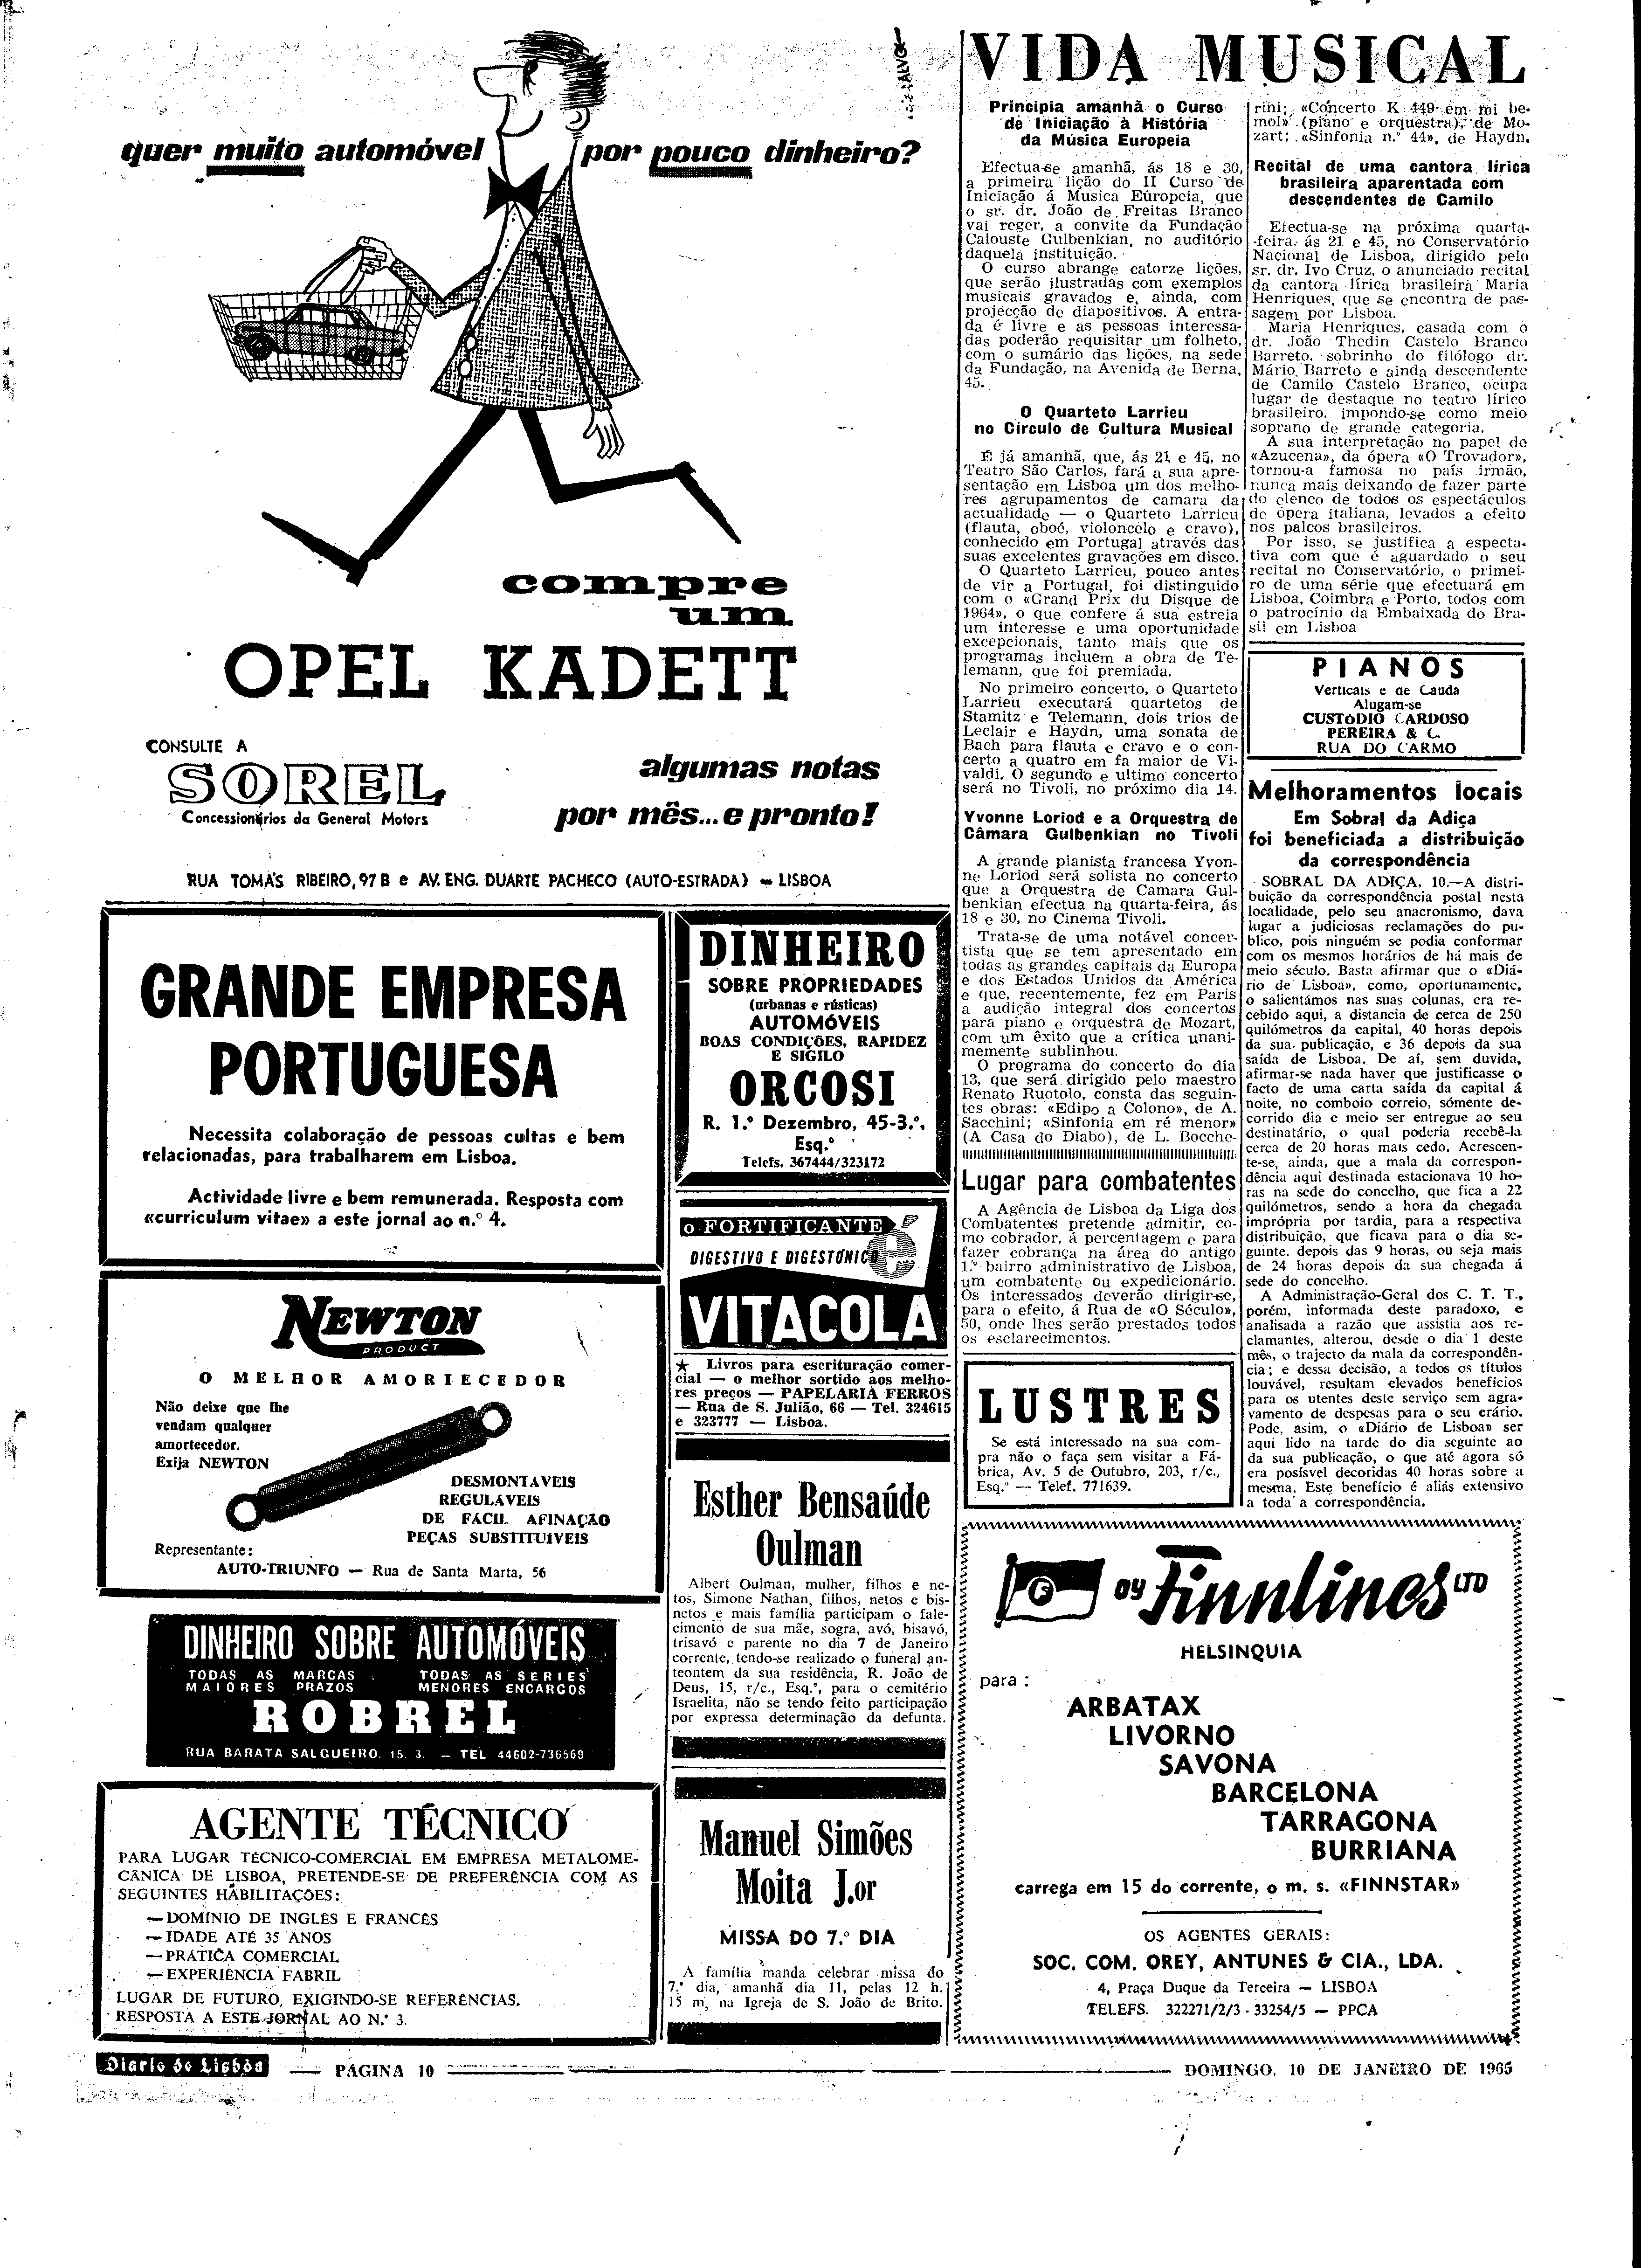 quer muito automóvel por pouco dinheiro?
compre
um
OPEL KADETT
CONSULTE A
SOREL
Concessionários da General Motors
algumas notas
por mês... e pronto!
RUA TOMÁS RIBEIRO, 97 B e AV. ENG. DUARTE PACHECO (AUTO-ESTRADA) — LISBOA
GRANDE EMPRESA
PORTUGUESA
Necessita colaboração de pessoas cultas e bem
relacionadas, para trabalharem em Lisboa.
Actividade livre e bem remunerada. Resposta com
«curriculum vitae» a este jornal ao n.º 4.
NEWTON
PRODUCT
O MELHOR AMORTECEDOR
Não deixe que lhe
vendam qualquer
amortecedor.
Exija NEWTON
DESMONTAVEIS
REGULÁVEIS
DE FÁCIL AFINAÇÃO
PEÇAS SUBSTITUÍVEIS
Representante:
AUTO-TRIUNFO — Rua de Santa Marta, 56
DINHEIRO SOBRE AUTOMÓVEIS
TODAS AS MARCAS TODAS AS SERIES
MAIORES PRAZOS MENORES ENCARGOS
ROBREL
RUA BARATA SALGUEIRO, 15. 3. — TEL 44602-736569
AGENTE TÉCNICO
PARA LUGAR TÉCNICO-COMERCIAL EM EMPRESA METALOME-
CÂNICA DE LISBOA, PRETENDE-SE DE PREFERÊNCIA COM AS
SEGUINTES HABILITAÇÕES:
—DOMÍNIO DE INGLÊS E FRANCÊS
—IDADE ATÉ 35 ANOS
—PRÁTICA COMERCIAL
—EXPERIÊNCIA FABRIL
LUGAR DE FUTURO, EXIGINDO-SE REFERÊNCIAS.
RESPOSTA A ESTE JORNAL AO N.º 3.
DINHEIRO
SOBRE PROPRIEDADES
(urbanas e rústicas)
AUTOMÓVEIS
BOAS CONDIÇÕES, RAPIDEZ
E SIGILO
ORCOSI
R. 1.º Dezembro, 45-3.º,
Esq.º
Telefs. 367444/323172
O FORTIFICANTE
DIGESTIVO E DIGESTÓNICO
VITACOLA
★ Livros para escrituração comer-
cial — o melhor sortido aos melho-
res preços — PAPELARIA FERROS
— Rua de S. Julião, 66 — Tel. 324615
e 323777 — Lisboa.
Esther Bensaúde
Oulman
Albert Oulman, mulher, filhos e ne-
tos, Simone Nathan, filhos, netos e bis-
netos e mais família participam o fale-
cimento de sua mãe, sogra, avó, bisavó,
trisavó e parente no dia 7 de Janeiro
corrente, tendo-se realizado o funeral an-
teontem da sua residência, R. João de
Deus, 15, r/c., Esq.º, para o cemitério
Israelita, não se tendo feito participação
por expressa determinação da defunta.
Manuel Simões
Moita J.or
MISSA DO 7.º DIA
A família manda celebrar missa do
7.º dia, amanhã dia 11, pelas 12 h.
15 m, na Igreja de S. João de Brito.
VIDA MUSICAL
Principia amanhã o Curso
de Iniciação à História
da Música Europeia
Efectua-se amanhã, ás 18 e 30,
a primeira lição do II Curso de
Iniciação á Musica Europeia, que
o sr. dr. João de Freitas Branco
vai reger, a convite da Fundação
Calouste Gulbenkian, no auditório
daquela instituição.
O curso abrange catorze lições,
que serão ilustradas com exemplos
musicais gravados e, ainda, com
projecção de diapositivos. A entra-
da é livre e as pessoas interessa-
das poderão requisitar um folheto,
com o sumário das lições, na sede
da Fundação, na Avenida de Berna,
45.
O Quarteto Larrieu
no Círculo de Cultura Musical
É já amanhã, que, ás 21 e 45, no
Teatro São Carlos, fará a sua apre-
sentação em Lisboa um dos melho-
res agrupamentos de camara da
actualidade — o Quarteto Larrieu
(flauta, oboé, violoncelo e cravo),
conhecido em Portugal através das
suas excelentes gravações em disco.
O Quarteto Larrieu, pouco antes
de vir a Portugal, foi distinguido
com o «Grand Prix du Disque de
1964», o que confere á sua estreia
um interesse e uma oportunidade
excepcionais, tanto mais que os
programas incluem a obra de Te-
lemann, que foi premiada.
No primeiro concerto, o Quarteto
Larrieu executará quartetos de
Stamitz e Telemann, dois trios de
Leclair e Haydn, uma sonata de
Bach para flauta e cravo e o con-
certo a quatro em fa maior de Vi-
valdi. O segundo e ultimo concerto
será no Tivoli, no próximo dia 14.
Yvonne Loriod e a Orquestra de
Câmara Gulbenkian no Tivoli
A grande pianista francesa Yvon-
ne Loriod será solista no concerto
que a Orquestra de Camara Gul-
benkian efectua na quarta-feira, ás
18 e 30, no Cinema Tivoli.
Trata-se de uma notável concer-
tista que se tem apresentado em
todas as grandes capitais da Europa
e dos Estados Unidos da América
e que, recentemente, fez em Paris
a audição integral dos concertos
para piano e orquestra de Mozart,
com um êxito que a crítica unani-
memente sublinhou.
O programa do concerto do dia
13, que será dirigido pelo maestro
Renato Ruotolo, consta das seguin-
tes obras: «Edipo a Colono», de A.
Sacchini; «Sinfonia em ré menor»
(A Casa do Diabo), de L. Bocche-
rini; «Concerto K 449 em mi be-
mol» (piano e orquestra), de Mo-
zart; «Sinfonia n.º 44», de Haydn.
Recital de uma cantora lírica
brasileira aparentada com
descendentes de Camilo
Efectua-se na próxima quarta-
-feira, ás 21 e 45, no Conservatório
Nacional de Lisboa, dirigido pelo
sr. dr. Ivo Cruz, o anunciado recital
da cantora lírica brasileira Maria
Henriques, que se encontra de pas-
sagem por Lisboa.
Maria Henriques, casada com o
dr. João Thedin Castelo Branco
Barreto, sobrinho do filólogo dr.
Mário Barreto e ainda descendente
de Camilo Castelo Branco, ocupa
lugar de destaque no teatro lírico
brasileiro, impondo-se como meio
soprano de grande categoria.
A sua interpretação no papel de
«Azucena», da ópera «O Trovador»,
tornou-a famosa no país irmão,
nunca mais deixando de fazer parte
do elenco de todos os espectáculos
de ópera italiana, levados a efeito
nos palcos brasileiros.
Por isso, se justifica a especta-
tiva com que é aguardado o seu
recital no Conservatório, o primei-
ro de uma série que efectuará em
Lisboa, Coimbra e Porto, todos com
o patrocínio da Embaixada do Bra-
sil em Lisboa
PIANOS
Verticais e de Cauda
Alugam-se
CUSTÓDIO CARDOSO
PEREIRA & C.
RUA DO CARMO
Melhoramentos locais
Em Sobral da Adiça
foi beneficiada a distribuição
da correspondência
SOBRAL DA ADIÇA, 10.—A distri-
buição da correspondência postal nesta
localidade, pelo seu anacronismo, dava
lugar a judiciosas reclamações do pu-
blico, pois ninguém se podia conformar
com os mesmos horários de há mais de
meio século. Basta afirmar que o «Diá-
rio de Lisboa», como, oportunamente,
o salientámos nas suas colunas, era re-
cebido aqui, a distancia de cerca de 250
quilómetros da capital, 40 horas depois
da sua publicação, e 36 depois da sua
saída de Lisboa. De aí, sem duvida,
afirmar-se nada haver que justificasse o
facto de uma carta saída da capital á
noite, no comboio correio, sómente de-
corrido dia e meio ser entregue ao seu
destinatário, o qual poderia recebê-la
cerca de 20 horas mais cedo. Acrescen-
te-se, ainda, que a mala da correspon-
dência aqui destinada estacionava 10 ho-
ras na sede do concelho, que fica a 22
quilómetros, sendo a hora da chegada
imprópria por tardia, para a respectiva
distribuição, que ficava para o dia se-
guinte, depois das 9 horas, ou seja mais
de 24 horas depois da sua chegada á
sede do concelho.
A Administração-Geral dos C. T. T.,
porém, informada deste paradoxo, e
analisada a razão que assistia aos re-
clamantes, alterou, desde o dia 1 deste
mês, o trajecto da mala da correspondên-
cia; e dessa decisão, a todos os títulos
louvável, resultam elevados benefícios
para os utentes deste serviço sem agra-
vamento de despesas para o seu erário.
Pode, asim, o «Diário de Lisboa» ser
aqui lido na tarde do dia seguinte ao
da sua publicação, o que até agora só
era posísvel decoridas 40 horas sobre a
mesma. Este benefício é aliás extensivo
a toda a correspondência.
Lugar para combatentes
A Agência de Lisboa da Liga dos
Combatentes pretende admitir, co-
mo cobrador, á percentagem e para
fazer cobrança na área do antigo
1.º bairro administrativo de Lisboa,
um combatente ou expedicionário.
Os interessados deverão dirigir-se,
para o efeito, á Rua de «O Século»,
50, onde lhes serão prestados todos
os esclarecimentos.
LUSTRES
Se está interessado na sua com-
pra não o faça sem visitar a Fá-
brica, Av. 5 de Outubro, 203, r/c.,
Esq.º — Telef. 771639.
OY Finnlines LTD
HELSINQUIA
para:
ARBATAX
LIVORNO
SAVONA
BARCELONA
TARRAGONA
BURRIANA
carrega em 15 do corrente, o m. s. «FINNSTAR»
OS AGENTES GERAIS:
SOC. COM. OREY, ANTUNES & CIA., LDA.
4, Praça Duque da Terceira — LISBOA
TELEFS. 322271/2/3 - 33254/5 — PPCA
Diario de Lisbôa — PÁGINA 10 — DOMINGO, 10 DE JANEIRO DE 1965